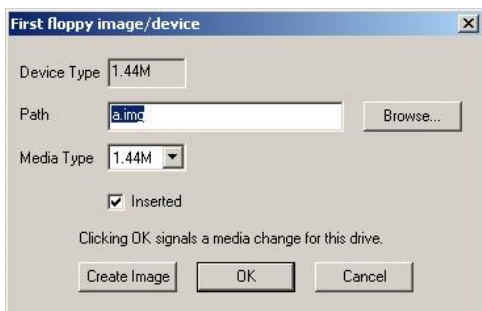 First floppy image/device
Device Type 1.44M
Path a.img Browse...
Media Type 1.44M
Inserted
Clicking OK signals a media change for this drive.
Create Image OK Cancel